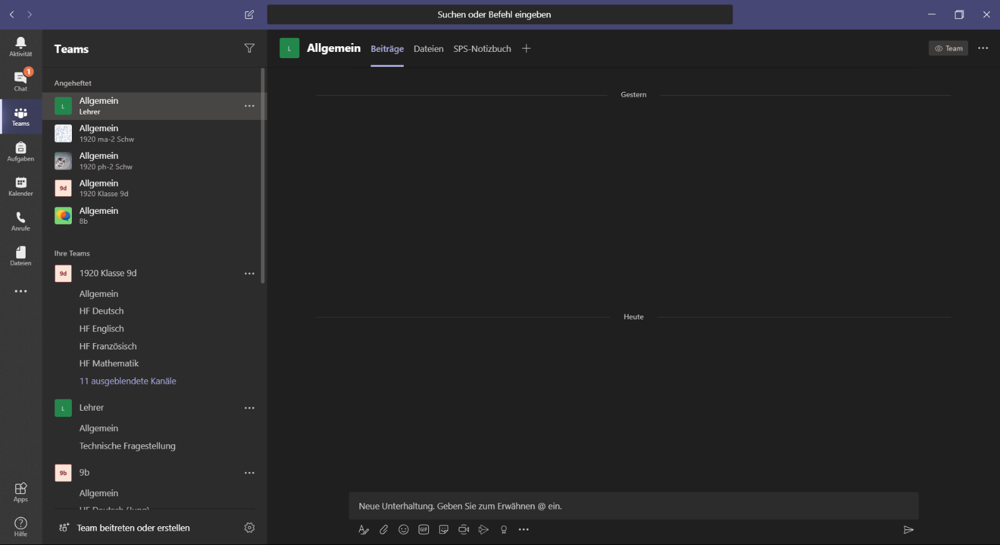 Suchen oder Befehl eingeben
Aktivität
1
Chat
Teams
Aufgaben
Kalender
Anrufe
Dateien
Apps
Hilfe
Teams
Angeheftet
L
Allgemein
Lehrer
Allgemein
1920 ma-2 Schw
Allgemein
1920 ph-2 Schw
9d
Allgemein
1920 Klasse 9d
Allgemein
8b
Ihre Teams
9d 1920 Klasse 9d
Allgemein
HF Deutsch
HF Englisch
HF Französisch
HF Mathematik
11 ausgeblendete Kanäle
L Lehrer
Allgemein
Technische Fragestellung
9b 9b
Allgemein
HF Deutsch (Jung)
Team beitreten oder erstellen
L Allgemein Beiträge Dateien SPS-Notizbuch
Team
Gestern
Heute
Neue Unterhaltung. Geben Sie zum Erwähnen @ ein.
GIF